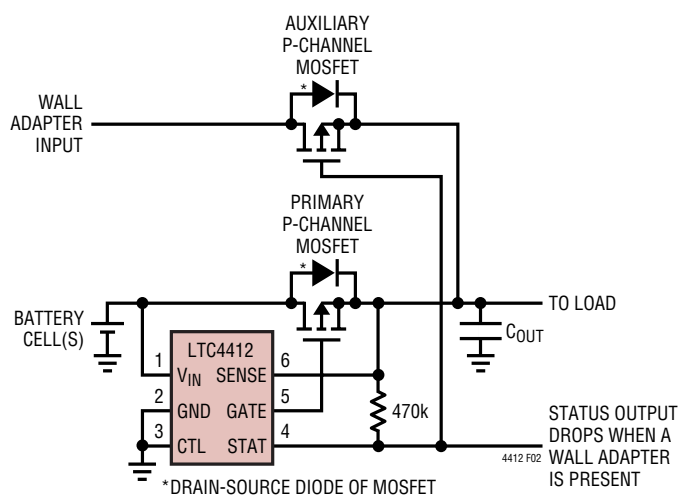 AUXILIARY
P-CHANNEL
MOSFET
*
WALL
ADAPTER
INPUT
PRIMARY
P-CHANNEL
MOSFET
*
TO LOAD
BATTERY
CELL(S)
COUT
LTC4412
1 VIN SENSE 6
2 GND GATE 5
3 CTL STAT 4
470k
STATUS OUTPUT
DROPS WHEN A
WALL ADAPTER
IS PRESENT
4412 F02
*DRAIN-SOURCE DIODE OF MOSFET